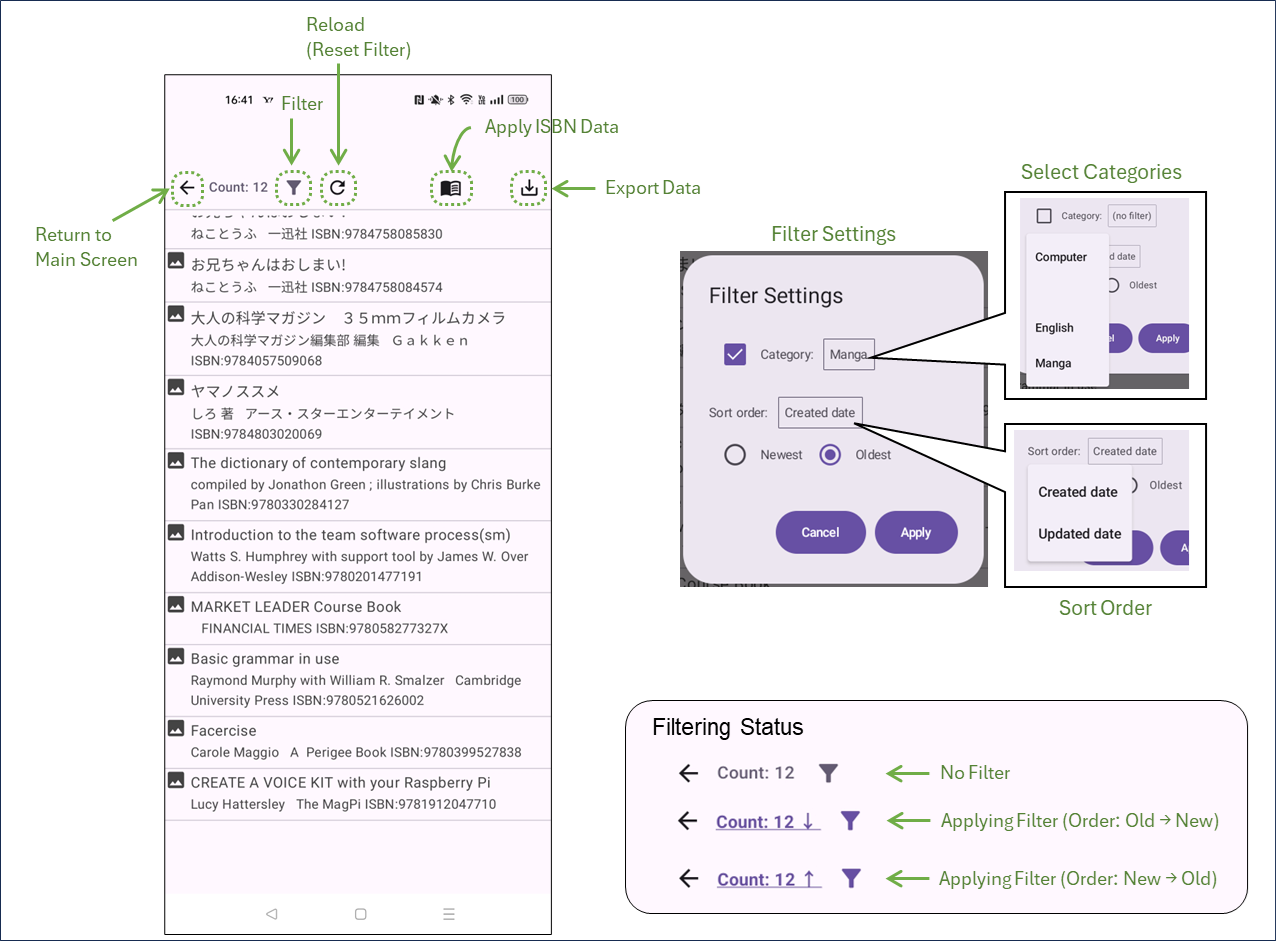 Reload
(Reset Filter)
16:41
Filter
100
Apply ISBN Data
Count: 12
Export Data
Return to
Main Screen
ねことうふ 一迅社 ISBN:9784758085830
お兄ちゃんはおしまい!
ねことうふ 一迅社 ISBN:9784758084574
大人の科学マガジン　３５ｍｍフィルムカメラ
大人の科学マガジン編集部 編集 Ｇａｋｋｅｎ
ISBN:9784057509068
ヤマノススメ
しろ 著 アース・スターエンターテイメント
ISBN:9784803020069
The dictionary of contemporary slang
compiled by Jonathon Green ; illustrations by Chris Burke
Pan ISBN:9780330284127
Introduction to the team software process(sm)
Watts S. Humphrey with support tool by James W. Over
Addison-Wesley ISBN:9780201477191
MARKET LEADER Course Book
FINANCIAL TIMES ISBN:978058277327X
Basic grammar in use
Raymond Murphy with William R. Smalzer Cambridge
University Press ISBN:9780521626002
Facercise
Carole Maggio A Perigee Book ISBN:9780399527838
CREATE A VOICE KIT with your Raspberry Pi
Lucy Hattersley The MagPi ISBN:9781912047710
Filter Settings
Filter Settings
Category: Manga
Sort order: Created date
Newest Oldest
Cancel Apply
Select Categories
Category: (no filter)
Computer
d date
Oldest
English
el Apply
Manga
Sort order: Created date
Created date
Oldest
Updated date
A
Sort Order
Filtering Status
Count: 12
No Filter
Count: 12 ↓
Applying Filter (Order: Old → New)
Count: 12 ↑
Applying Filter (Order: New → Old)